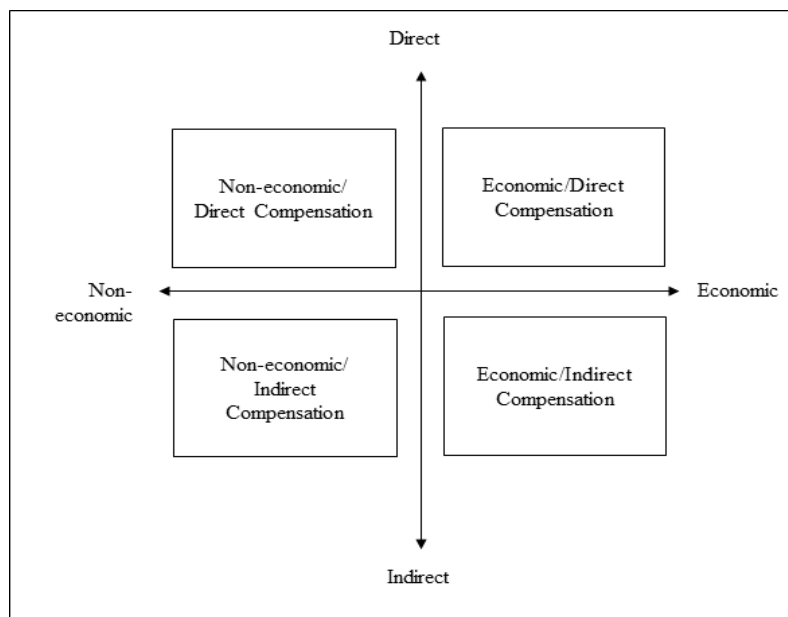 Direct
Non-economic/
Direct Compensation
Economic/Direct
Compensation
Non-
economic
Economic
Non-economic/
Indirect
Compensation
Economic/Indirect
Compensation
Indirect